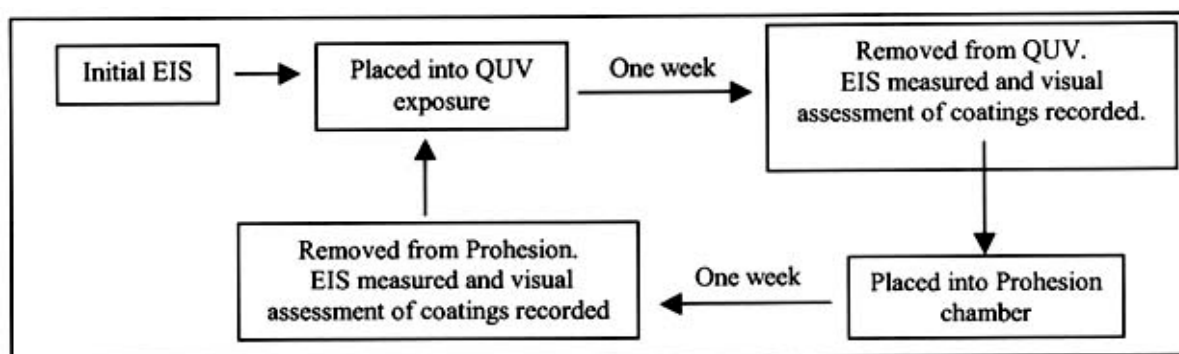 Initial EIS
Placed into QUV
exposure
One week
Removed from QUV.
EIS measured and visual
assessment of coatings recorded.
Placed into Prohesion
chamber
One week
Removed from Prohesion.
EIS measured and visual
assessment of coatings recorded